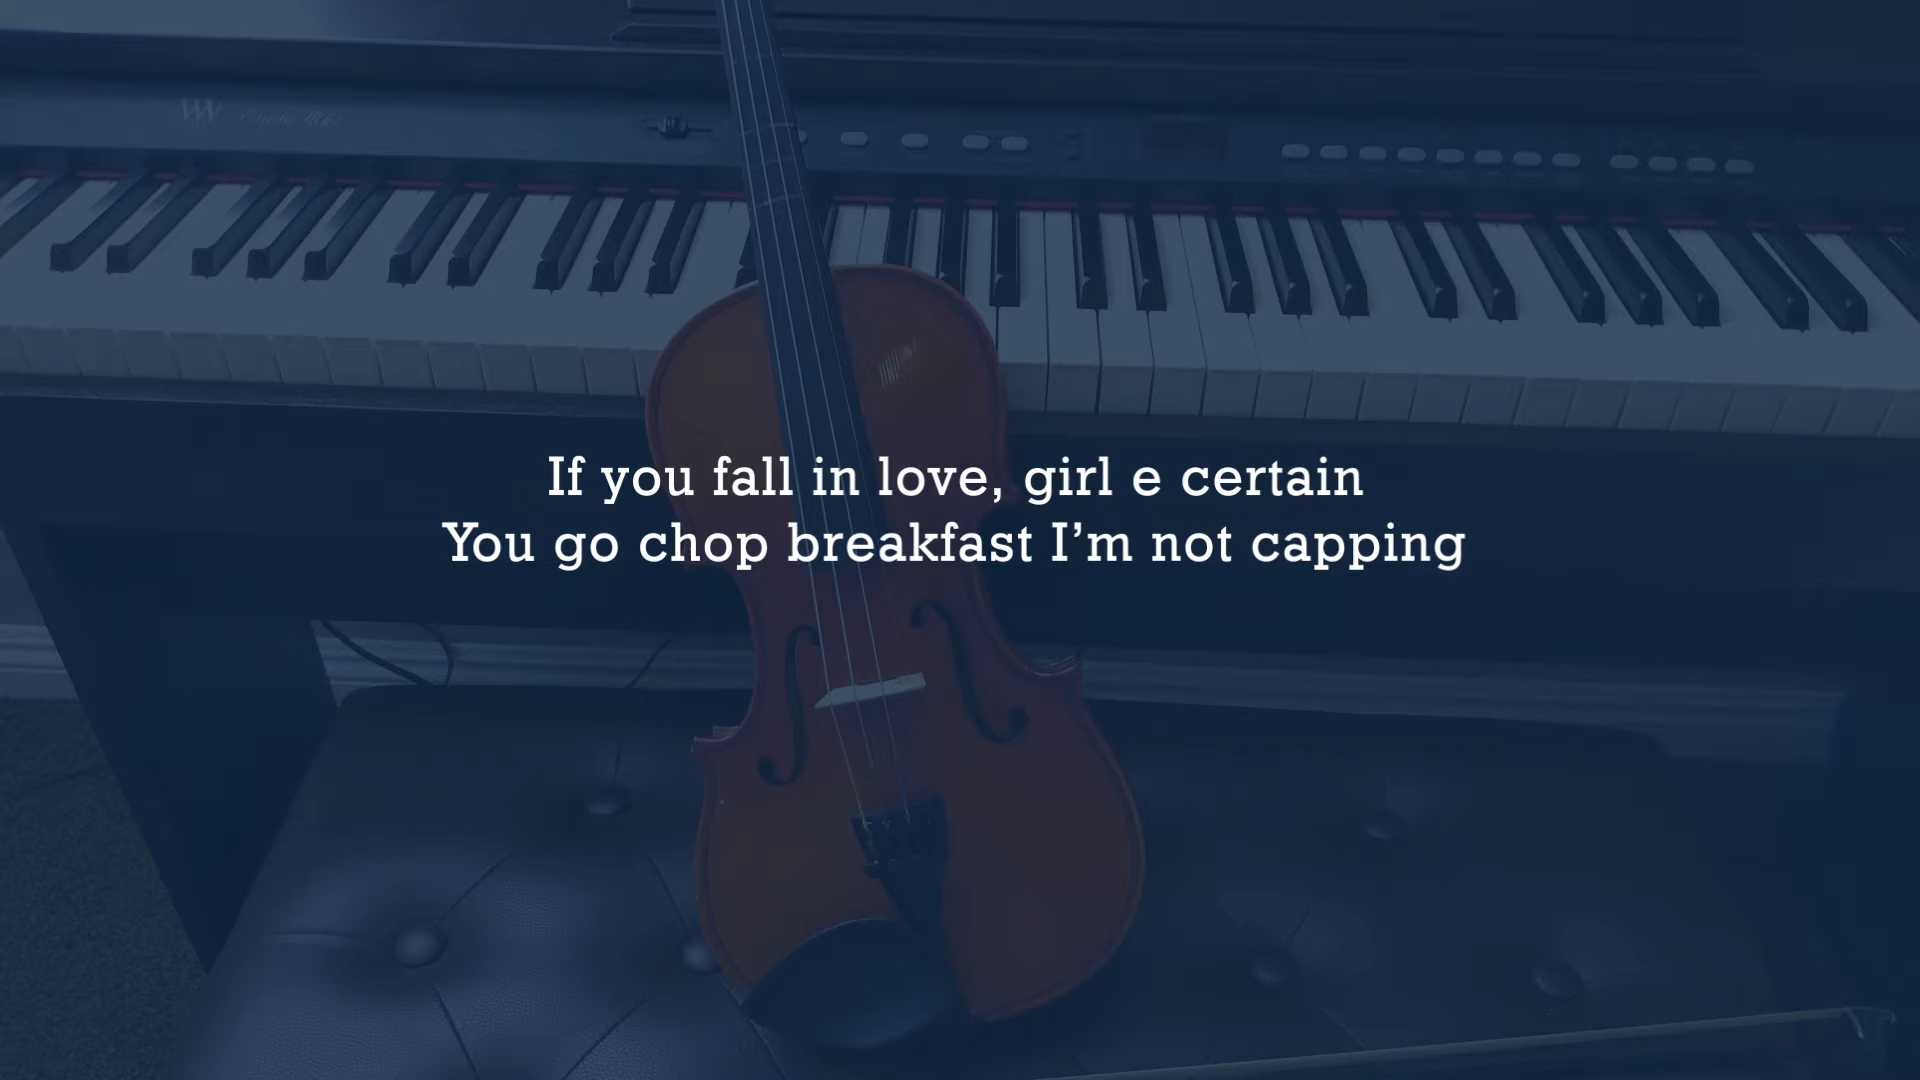 If you fall in love, girl e certain
You go chop breakfast I’m not capping